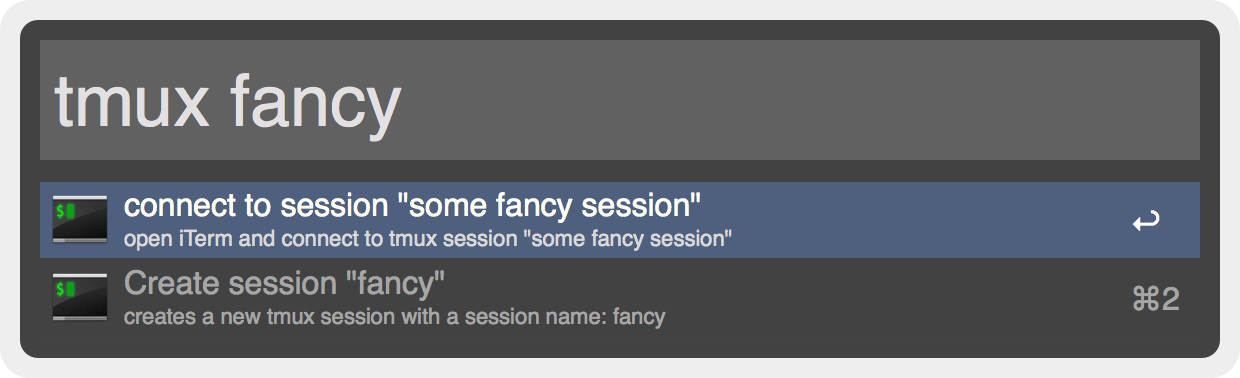 tmux fancy
connect to session "some fancy session"
open iTerm and connect to tmux session "some fancy session"
↩
Create session "fancy"
creates a new tmux session with a session name: fancy
⌘2
$
$